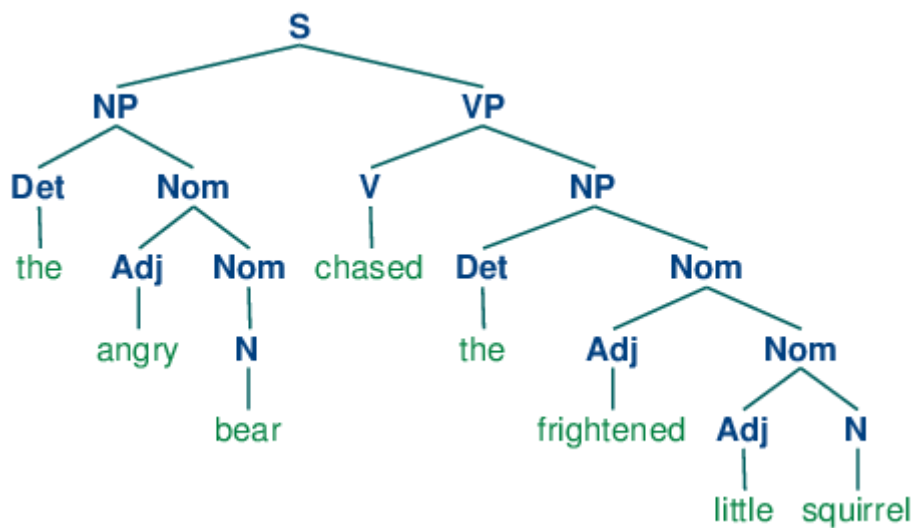 S
NP VP
Det Nom V NP
the Adj Nom chased Det Nom
angry N the Adj Nom
bear frightened Adj N
little squirrel